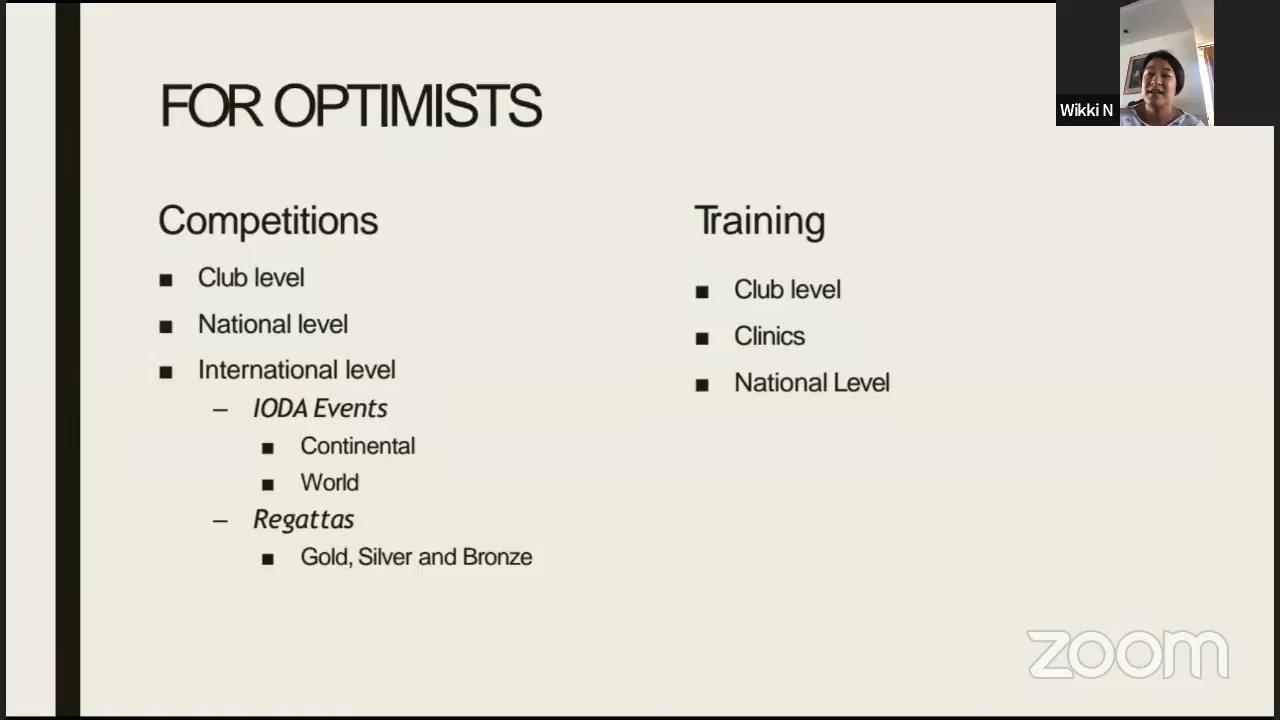 FOR OPTIMISTS
Wikki N
Competitions
■ Club level
■ National level
■ International level
– IODA Events
■ Continental
■ World
– Regattas
■ Gold, Silver and Bronze
Training
■ Club level
■ Clinics
■ National Level
zoom